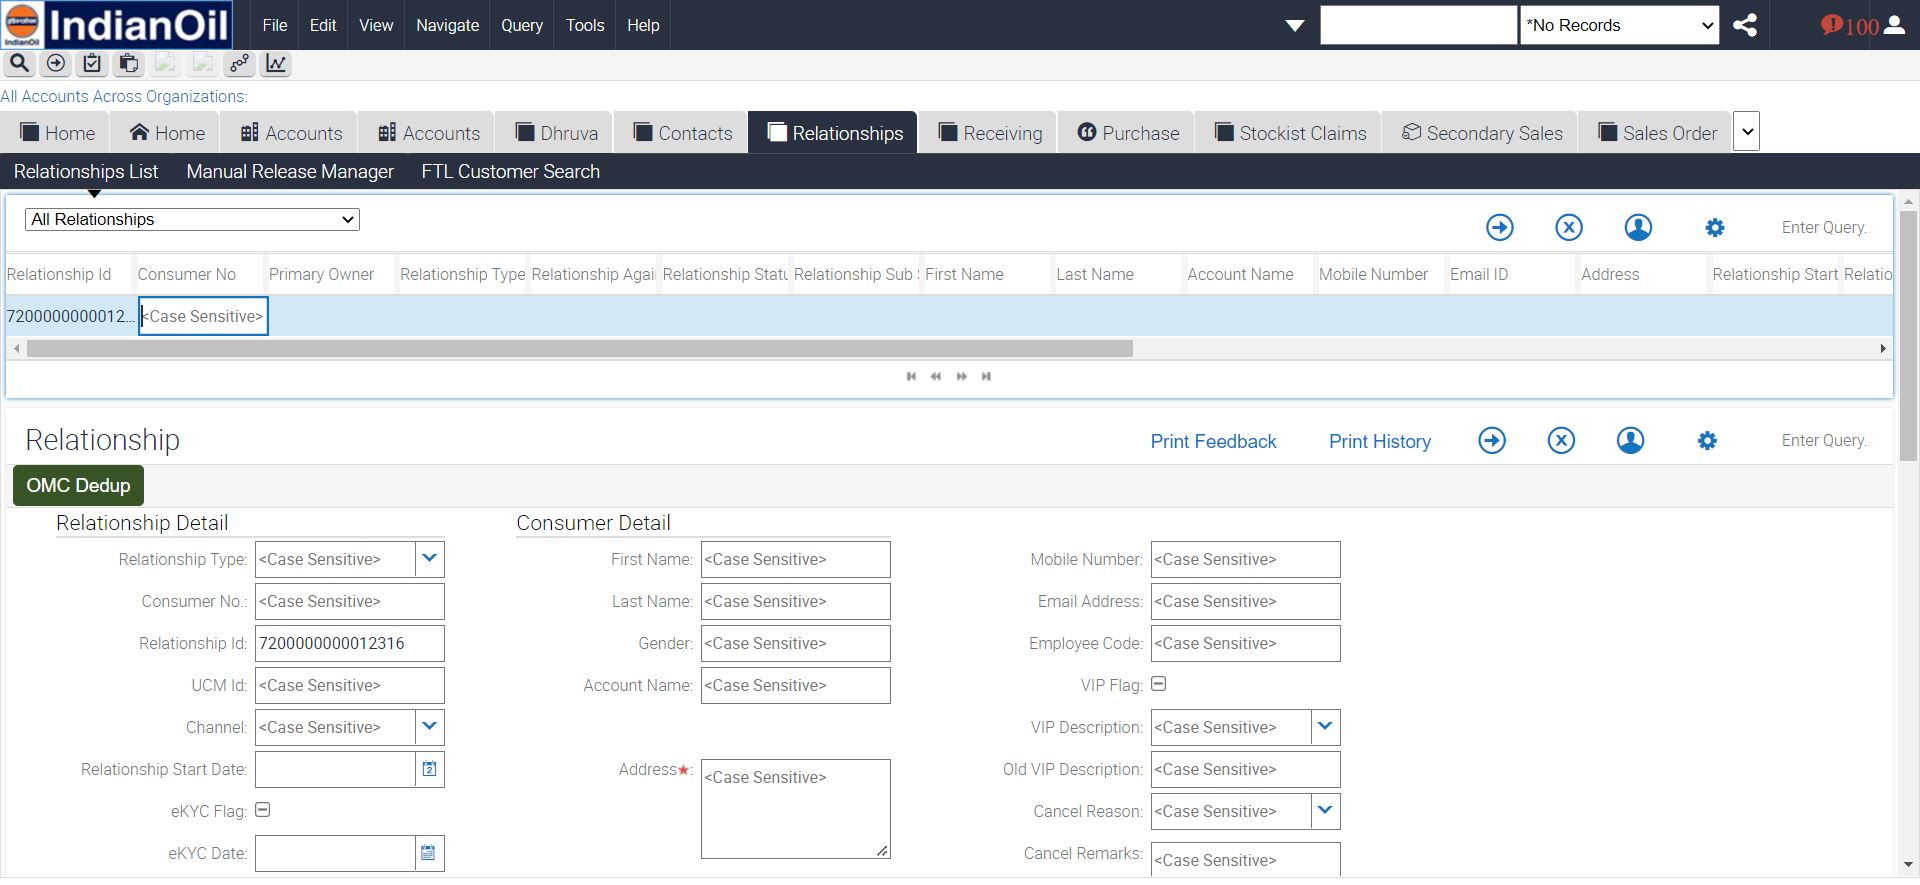 IndianOil File Edit View Navigate Query Tools Help *No Records 100
All Accounts Across Organizations:
Home Home Accounts Accounts Dhruva Contacts Relationships Receiving Purchase Stockist Claims Secondary Sales Sales Order
Relationships List Manual Release Manager FTL Customer Search
All Relationships Enter Query.
Relationship Id Consumer No Primary Owner Relationship Type Relationship Agai Relationship Statu Relationship Sub First Name Last Name Account Name Mobile Number Email ID Address Relationship Start Relatio
7200000000012... <Case Sensitive>
Relationship Print Feedback Print History Enter Query.
OMC Dedup
Relationship Detail Consumer Detail
Relationship Type: <Case Sensitive> First Name: <Case Sensitive> Mobile Number: <Case Sensitive>
Consumer No.: <Case Sensitive> Last Name: <Case Sensitive> Email Address: <Case Sensitive>
Relationship Id: 7200000000012316 Gender: <Case Sensitive> Employee Code: <Case Sensitive>
UCM Id: <Case Sensitive> Account Name: <Case Sensitive> VIP Flag:
Channel: <Case Sensitive> VIP Description: <Case Sensitive>
Relationship Start Date: Address★: <Case Sensitive> Old VIP Description: <Case Sensitive>
eKYC Flag: Cancel Reason: <Case Sensitive>
eKYC Date: Cancel Remarks: <Case Sensitive>